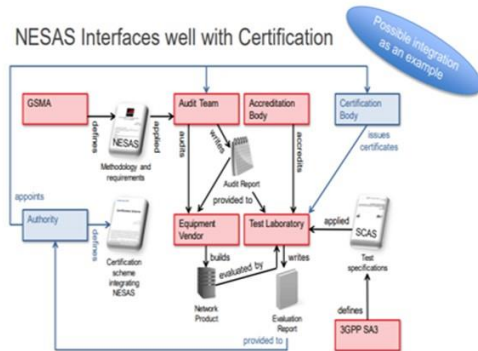 NESAS Interfaces well with Certification
Possible integration
as an example
GSMA
defines
NESAS
Methodology and
requirements
applied
Audit Team
Accreditation
Body
Certification
Body
audits
writes
Audit Report
accredits
issues
certificates
provided to
appoints
Authority
defines
Certification
scheme
integrating
NESAS
Equipment
Vendor
Test Laboratory
applied
SCAS
Test
specifications
builds
evaluated by
writes
Network
Product
Evaluation
Report
defines
3GPP SA3
provided to